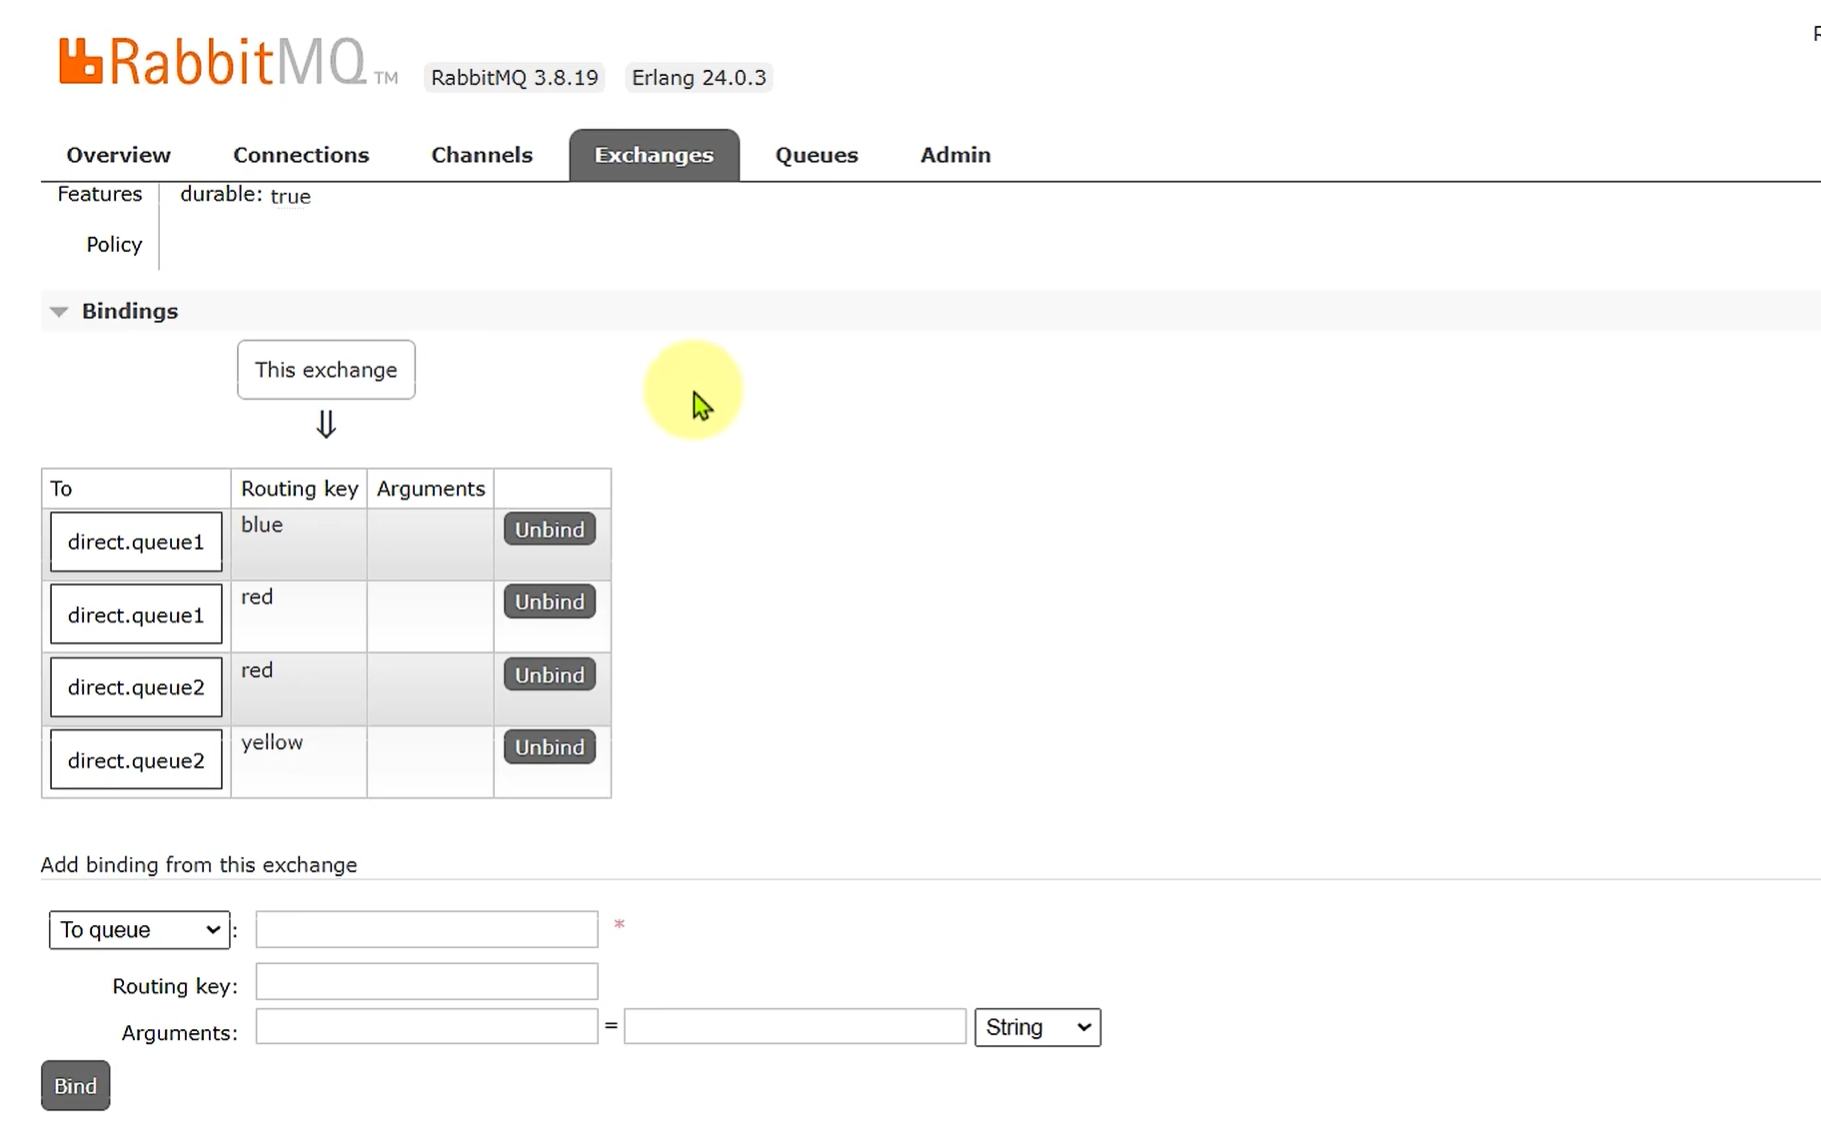 RabbitMQ TM RabbitMQ 3.8.19 Erlang 24.0.3
Overview Connections Channels Exchanges Queues Admin
Features durable: true
Policy
Bindings
This exchange
⇓
To Routing key Arguments
direct.queue1 blue Unbind
direct.queue1 red Unbind
direct.queue2 red Unbind
direct.queue2 yellow Unbind
Add binding from this exchange
To queue : *
Routing key:
Arguments: = String
Bind